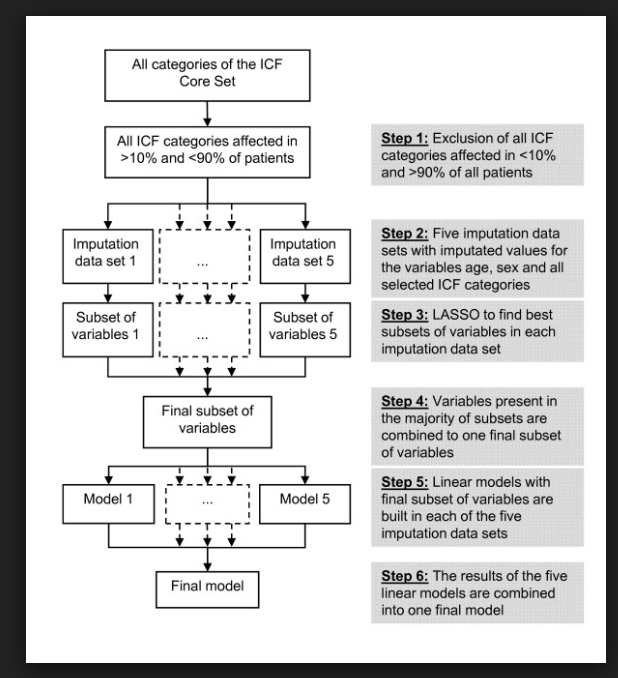 All categories of the ICF
Core Set
All ICF categories affected in
>10% and <90% of patients
Step 1: Exclusion of all ICF
categories affected in <10%
and >90% of all patients
Imputation
data set 1
...
Imputation
data set 5
Step 2: Five imputation data
sets with imputated values for
the variables age, sex and all
selected ICF categories
Subset of
variables 1
...
Subset of
variables 5
Step 3: LASSO to find best
subsets of variables in each
imputation data set
Final subset of
variables
Step 4: Variables present in
the majority of subsets are
combined to one final subset
of variables
Model 1
...
Model 5
Step 5: Linear models with
final subset of variables are
built in each of the five
imputation data sets
Final model
Step 6: The results of the five
linear models are combined
into one final model